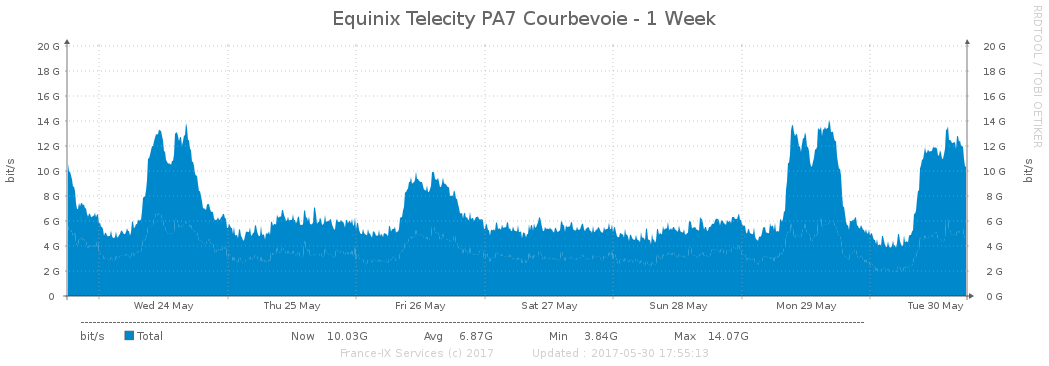 Equinix Telecity PA7 Courbevoie - 1 Week
RRDTOOL / TOBI OETIKER
20 G 20 G
18 G 18 G
16 G 16 G
14 G 14 G
12 G 12 G
10 G 10 G
8 G 8 G
6 G 6 G
4 G 4 G
2 G 2 G
0 0 G
bit/s
bit/s
Wed 24 May Thu 25 May Fri 26 May Sat 27 May Sun 28 May Mon 29 May Tue 30 May
bit/s Total Now 10.03G Avg 6.87G Min 3.84G Max 14.07G
France-IX Services (c) 2017 Updated : 2017-05-30 17:55:13